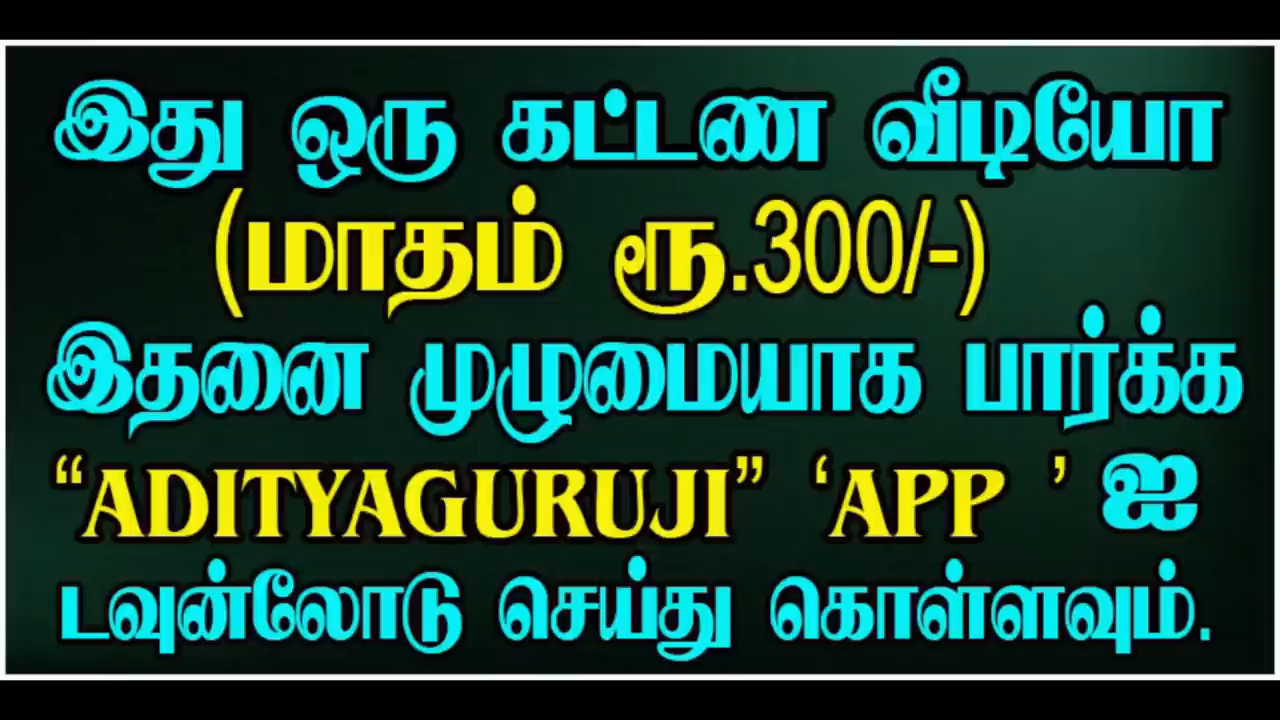 இது ஒரு கட்டண வீடியோ
(மாதம் ரூ.300/-)
இதனை முழுமையாக பார்க்க
“ADITYAGURUJI” ‘APP ’ ஐ
டவுன்லோடு செய்து கொள்ளவும்.